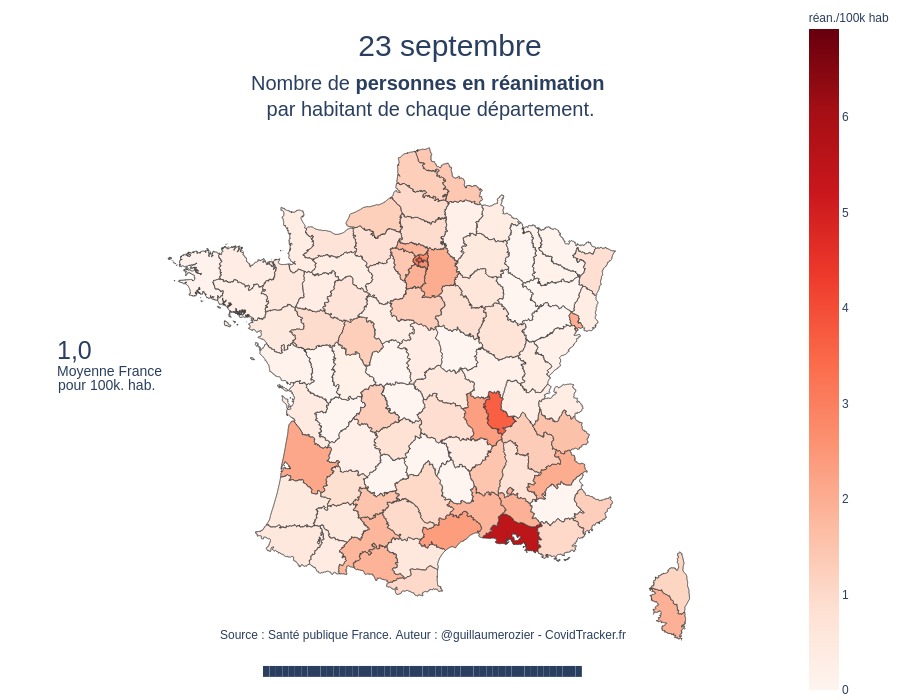 réan./100k hab
23 septembre
Nombre de personnes en réanimation
par habitant de chaque département.
6
5
4
3
2
1
0
1,0
Moyenne France
pour 100k. hab.
Source : Santé publique France. Auteur : @guillaumerozier - CovidTracker.fr